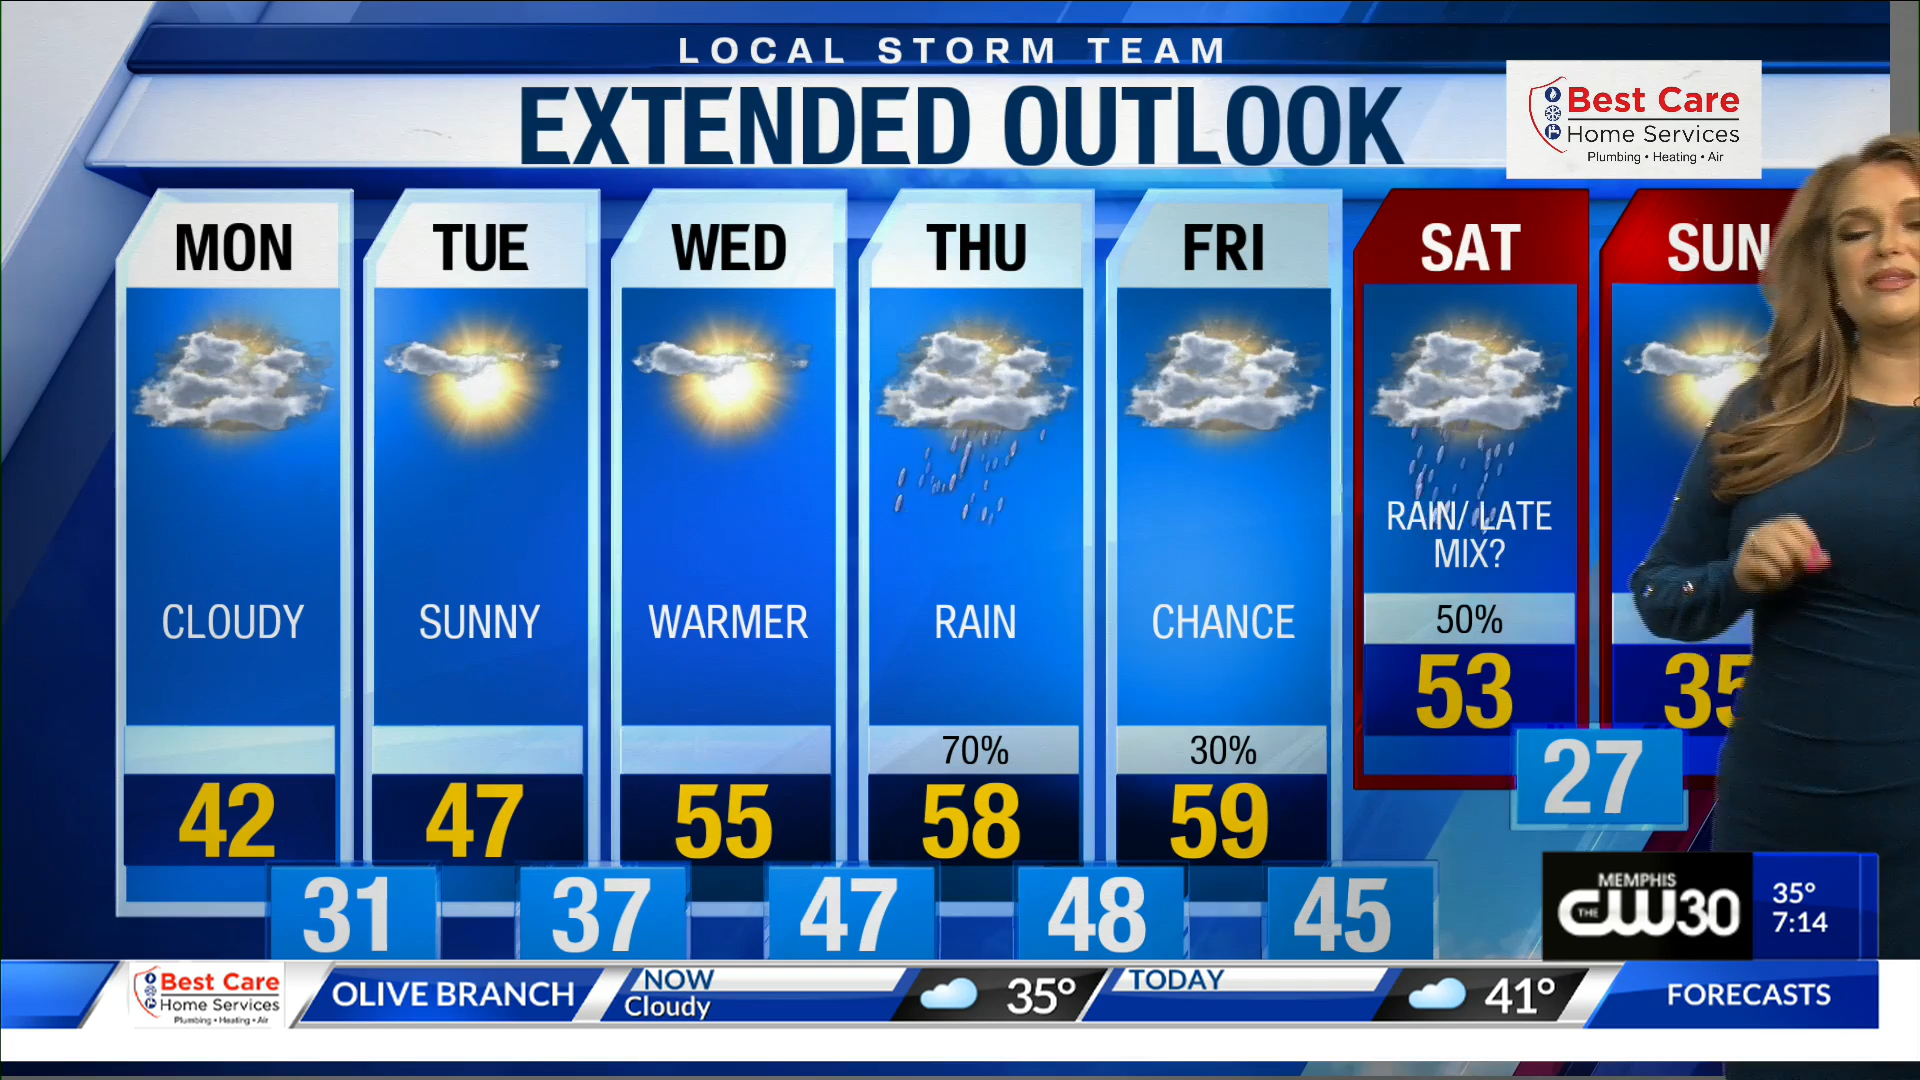 LOCAL STORM TEAM
EXTENDED OUTLOOK
Best Care
Home Services
Plumbing • Heating • Air
MON
TUE
WED
THU
FRI
SAT
SUN
RAIN/ LATE
MIX?
CLOUDY
SUNNY
WARMER
RAIN
CHANCE
50%
53
35
70%
30%
27
42
47
55
58
59
31
37
47
48
45
MEMPHIS
THE CW30
35°
7:14
Best Care
Home Services
Plumbing • Heating • Air
OLIVE BRANCH
NOW
Cloudy
35°
TODAY
41°
FORECASTS